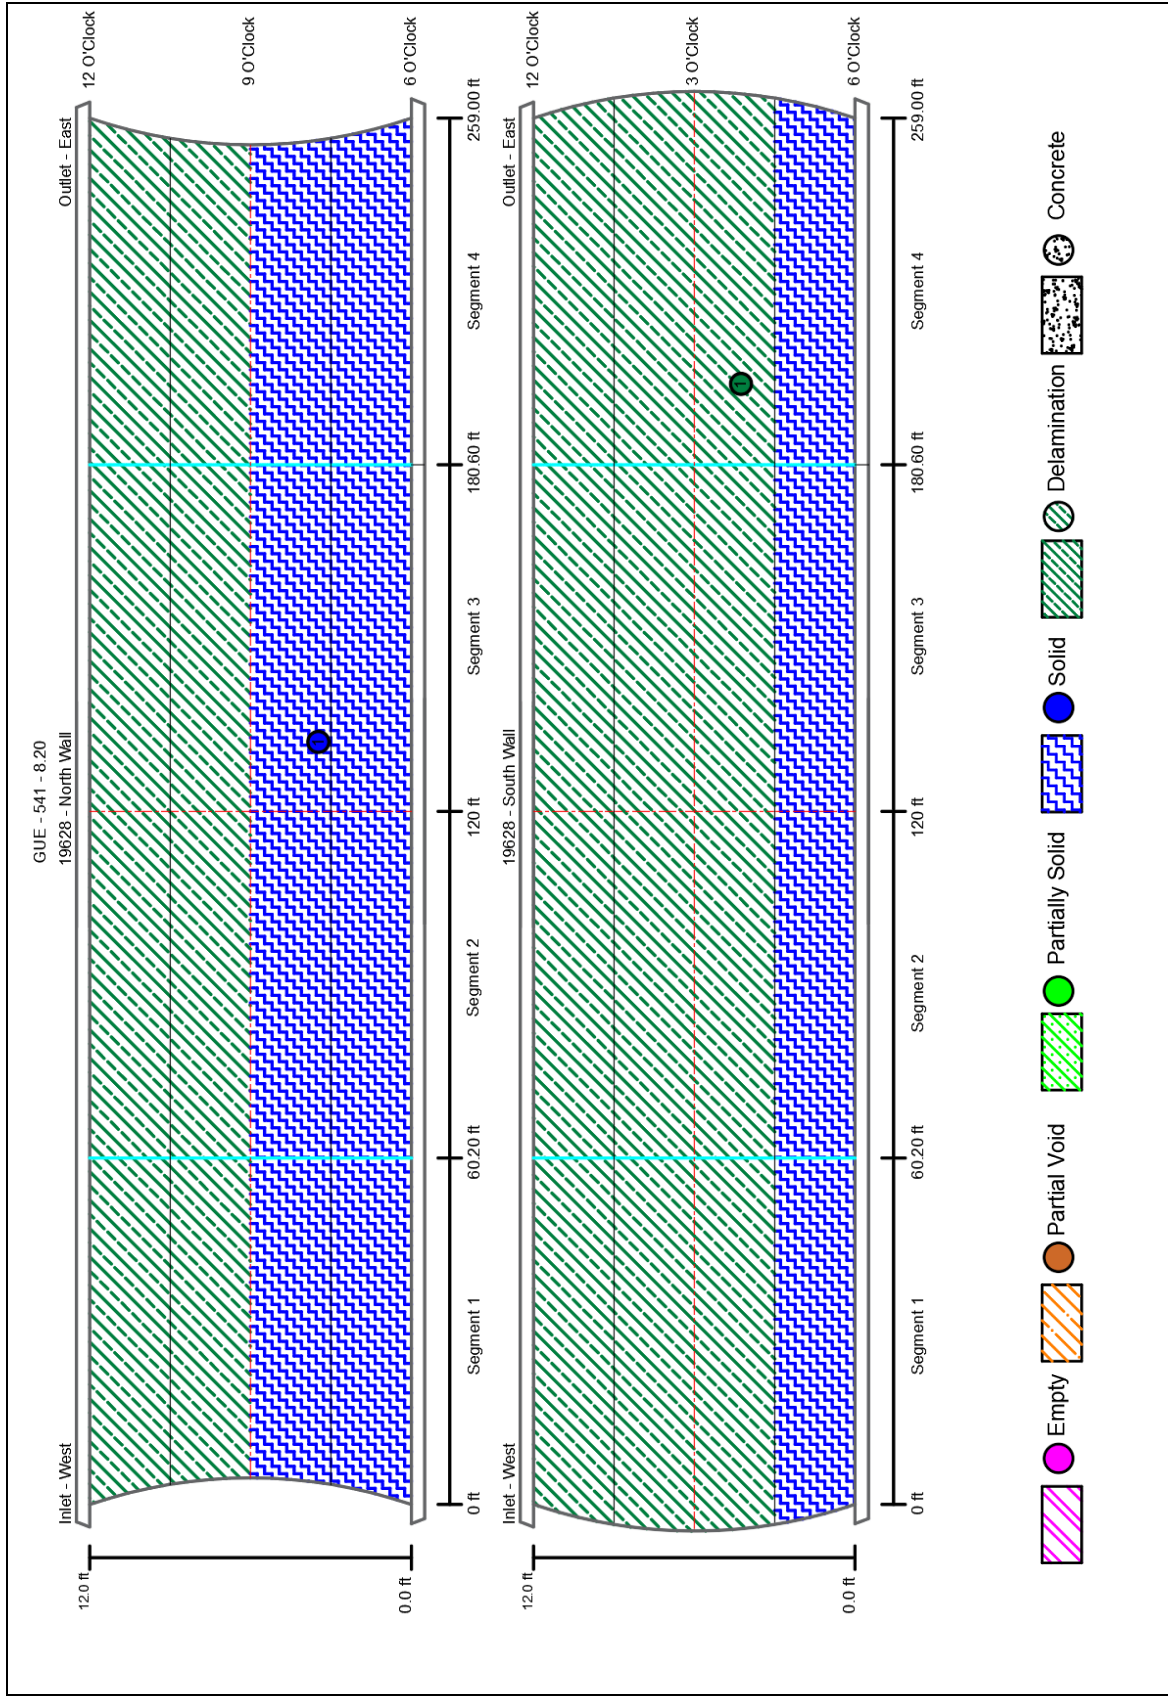 GUE - 541 - 8.20
19628 - North Wall
Inlet - West
Outlet - East
12 O'Clock
9 O'Clock
6 O'Clock
12.0 ft
0.0 ft
1
0 ft
Segment 1
60.20 ft
Segment 2
120 ft
Segment 3
180.60 ft
Segment 4
259.00 ft
19628 - South Wall
Inlet - West
Outlet - East
12 O'Clock
3 O'Clock
6 O'Clock
12.0 ft
0.0 ft
1
0 ft
Segment 1
60.20 ft
Segment 2
120 ft
Segment 3
180.60 ft
Segment 4
259.00 ft
Empty
Partial Void
Partially Solid
Solid
Delamination
Concrete